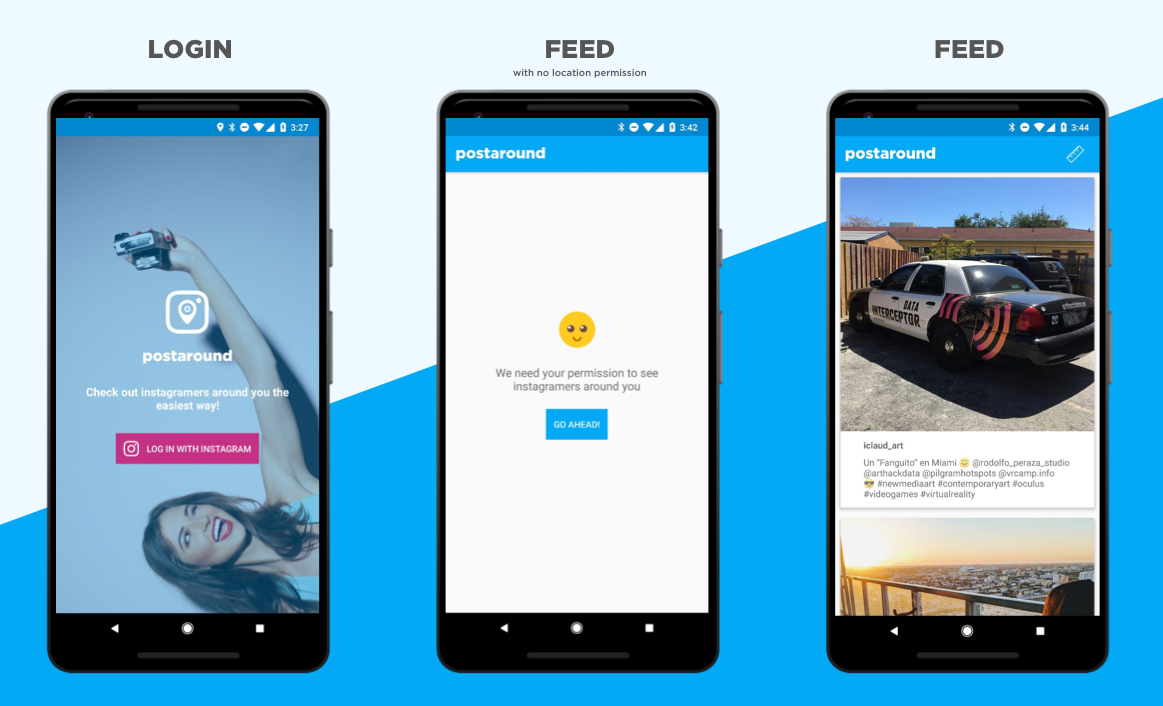 LOGIN
FEED
with no location permission
FEED
3:27
postaround
Check out instagramers around you the
easiest way!
LOG IN WITH INSTAGRAM
3:42
postaround
We need your permission to see
instagramers around you
GO AHEAD!
3:44
postaround
DATA
INTERCEPTOR
iclaud_art
Un "Fanguito" en Miami 🤗 @rodolfo_peraza_studio
@arthackdata @pilgramhotspots @vrcamp.info
😎 #newmediaart #contemporaryart #oculus
#videogames #virtualreality